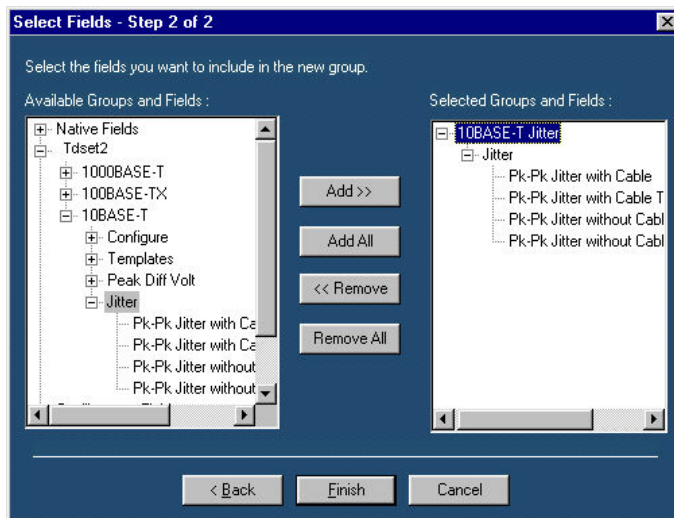 Select Fields - Step 2 of 2
Select the fields you want to include in the new group.
Available Groups and Fields :
Native Fields
Tdset2
1000BASE-T
100BASE-TX
10BASE-T
Configure
Templates
Peak Diff Volt
Jitter
Pk-Pk Jitter with Ca
Pk-Pk Jitter with Ca
Pk-Pk Jitter without
Pk-Pk Jitter without
Add >>
Add All
<< Remove
Remove All
Selected Groups and Fields :
10BASE-T Jitter
Jitter
Pk-Pk Jitter with Cable
Pk-Pk Jitter with Cable T
Pk-Pk Jitter without Cabl
Pk-Pk Jitter without Cabl
< Back
Finish
Cancel